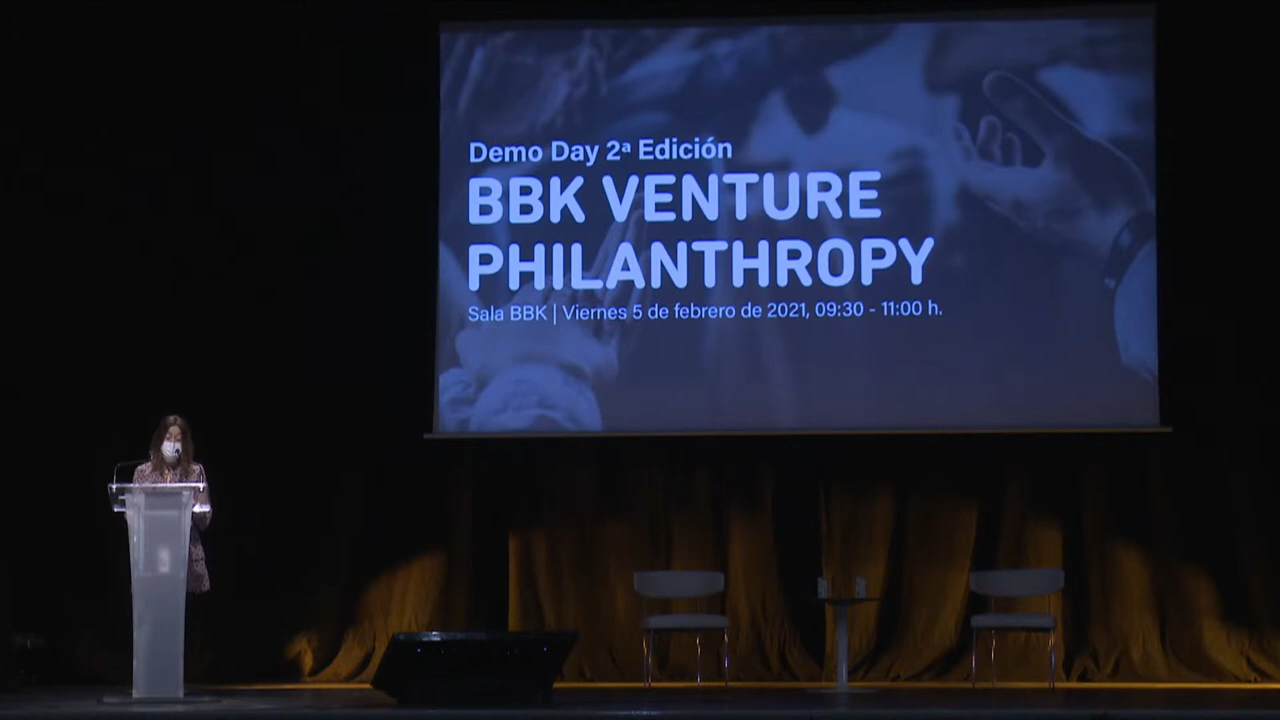 Demo Day 2ª Edición
BBK VENTURE
PHILANTHROPY
Sala BBK | Viernes 5 de febrero de 2021, 09:30 - 11:00 h.